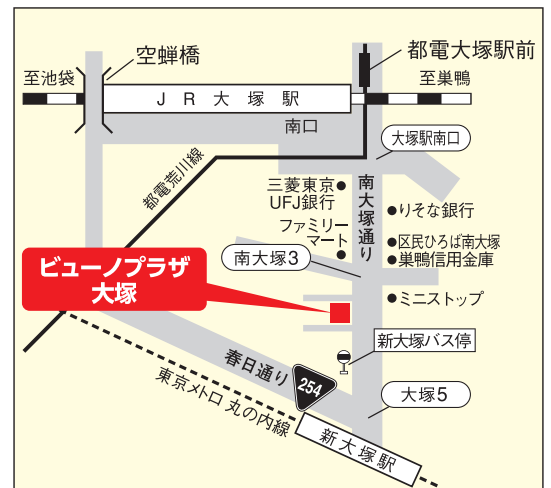 空蝉橋
都電大塚駅前
至池袋
至巣鴨
JR大塚駅
南口
大塚駅南口
都電荒川線
三菱東京
UFJ銀行
南大塚通り
りそな銀行
ファミリー
マート
区民ひろば南大塚
巣鴨信用金庫
南大塚3
ビューノプラザ
大塚
ミニストップ
新大塚バス停
春日通り
254
東京メトロ 丸の内線
大塚5
新大塚駅